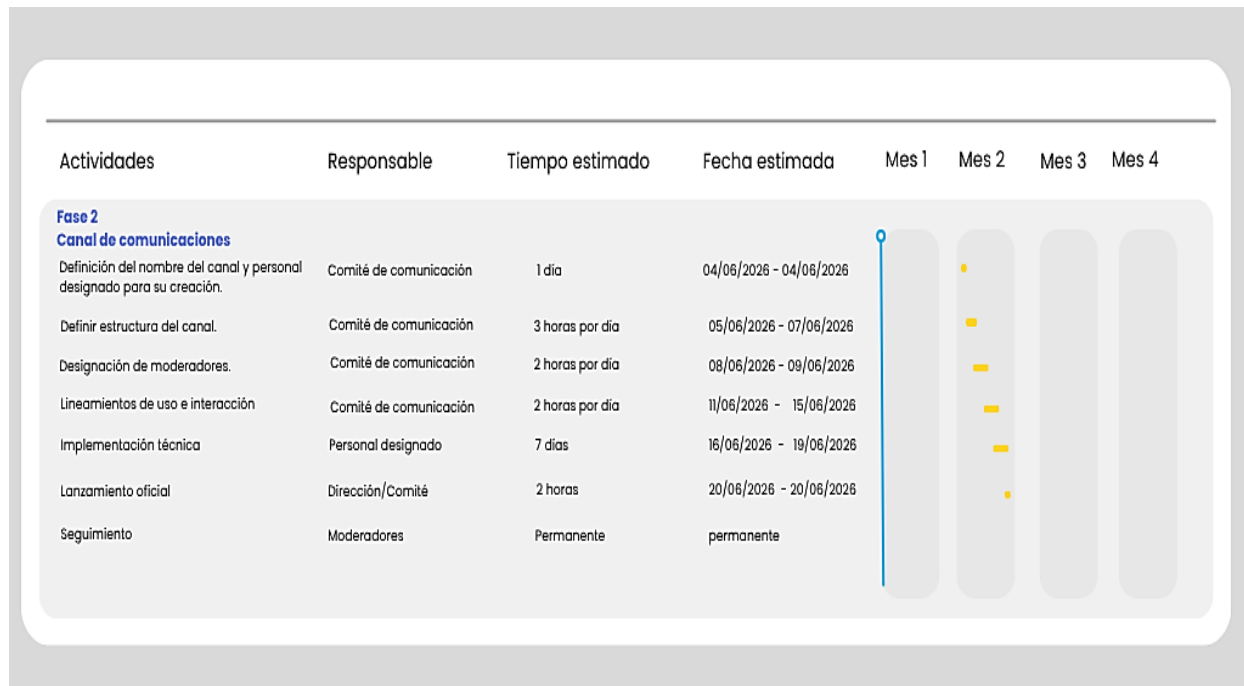 Actividades Responsable Tiempo estimado Fecha estimada Mes 1 Mes 2 Mes 3 Mes 4
Fase 2
Canal de comunicaciones
Definición del nombre del canal y personal
designado para su creación.
Comité de comunicación 1 día 04/06/2026 - 04/06/2026
Definir estructura del canal. Comité de comunicación 3 horas por día 05/06/2026 - 07/06/2026
Designación de moderadores. Comité de comunicación 2 horas por día 08/06/2026 - 09/06/2026
Lineamientos de uso e interacción Comité de comunicación 2 horas por día 11/06/2026 - 15/06/2026
Implementación técnica Personal designado 7 días 16/06/2026 - 19/06/2026
Lanzamiento oficial Dirección/Comité 2 horas 20/06/2026 - 20/06/2026
Seguimiento Moderadores Permanente permanente